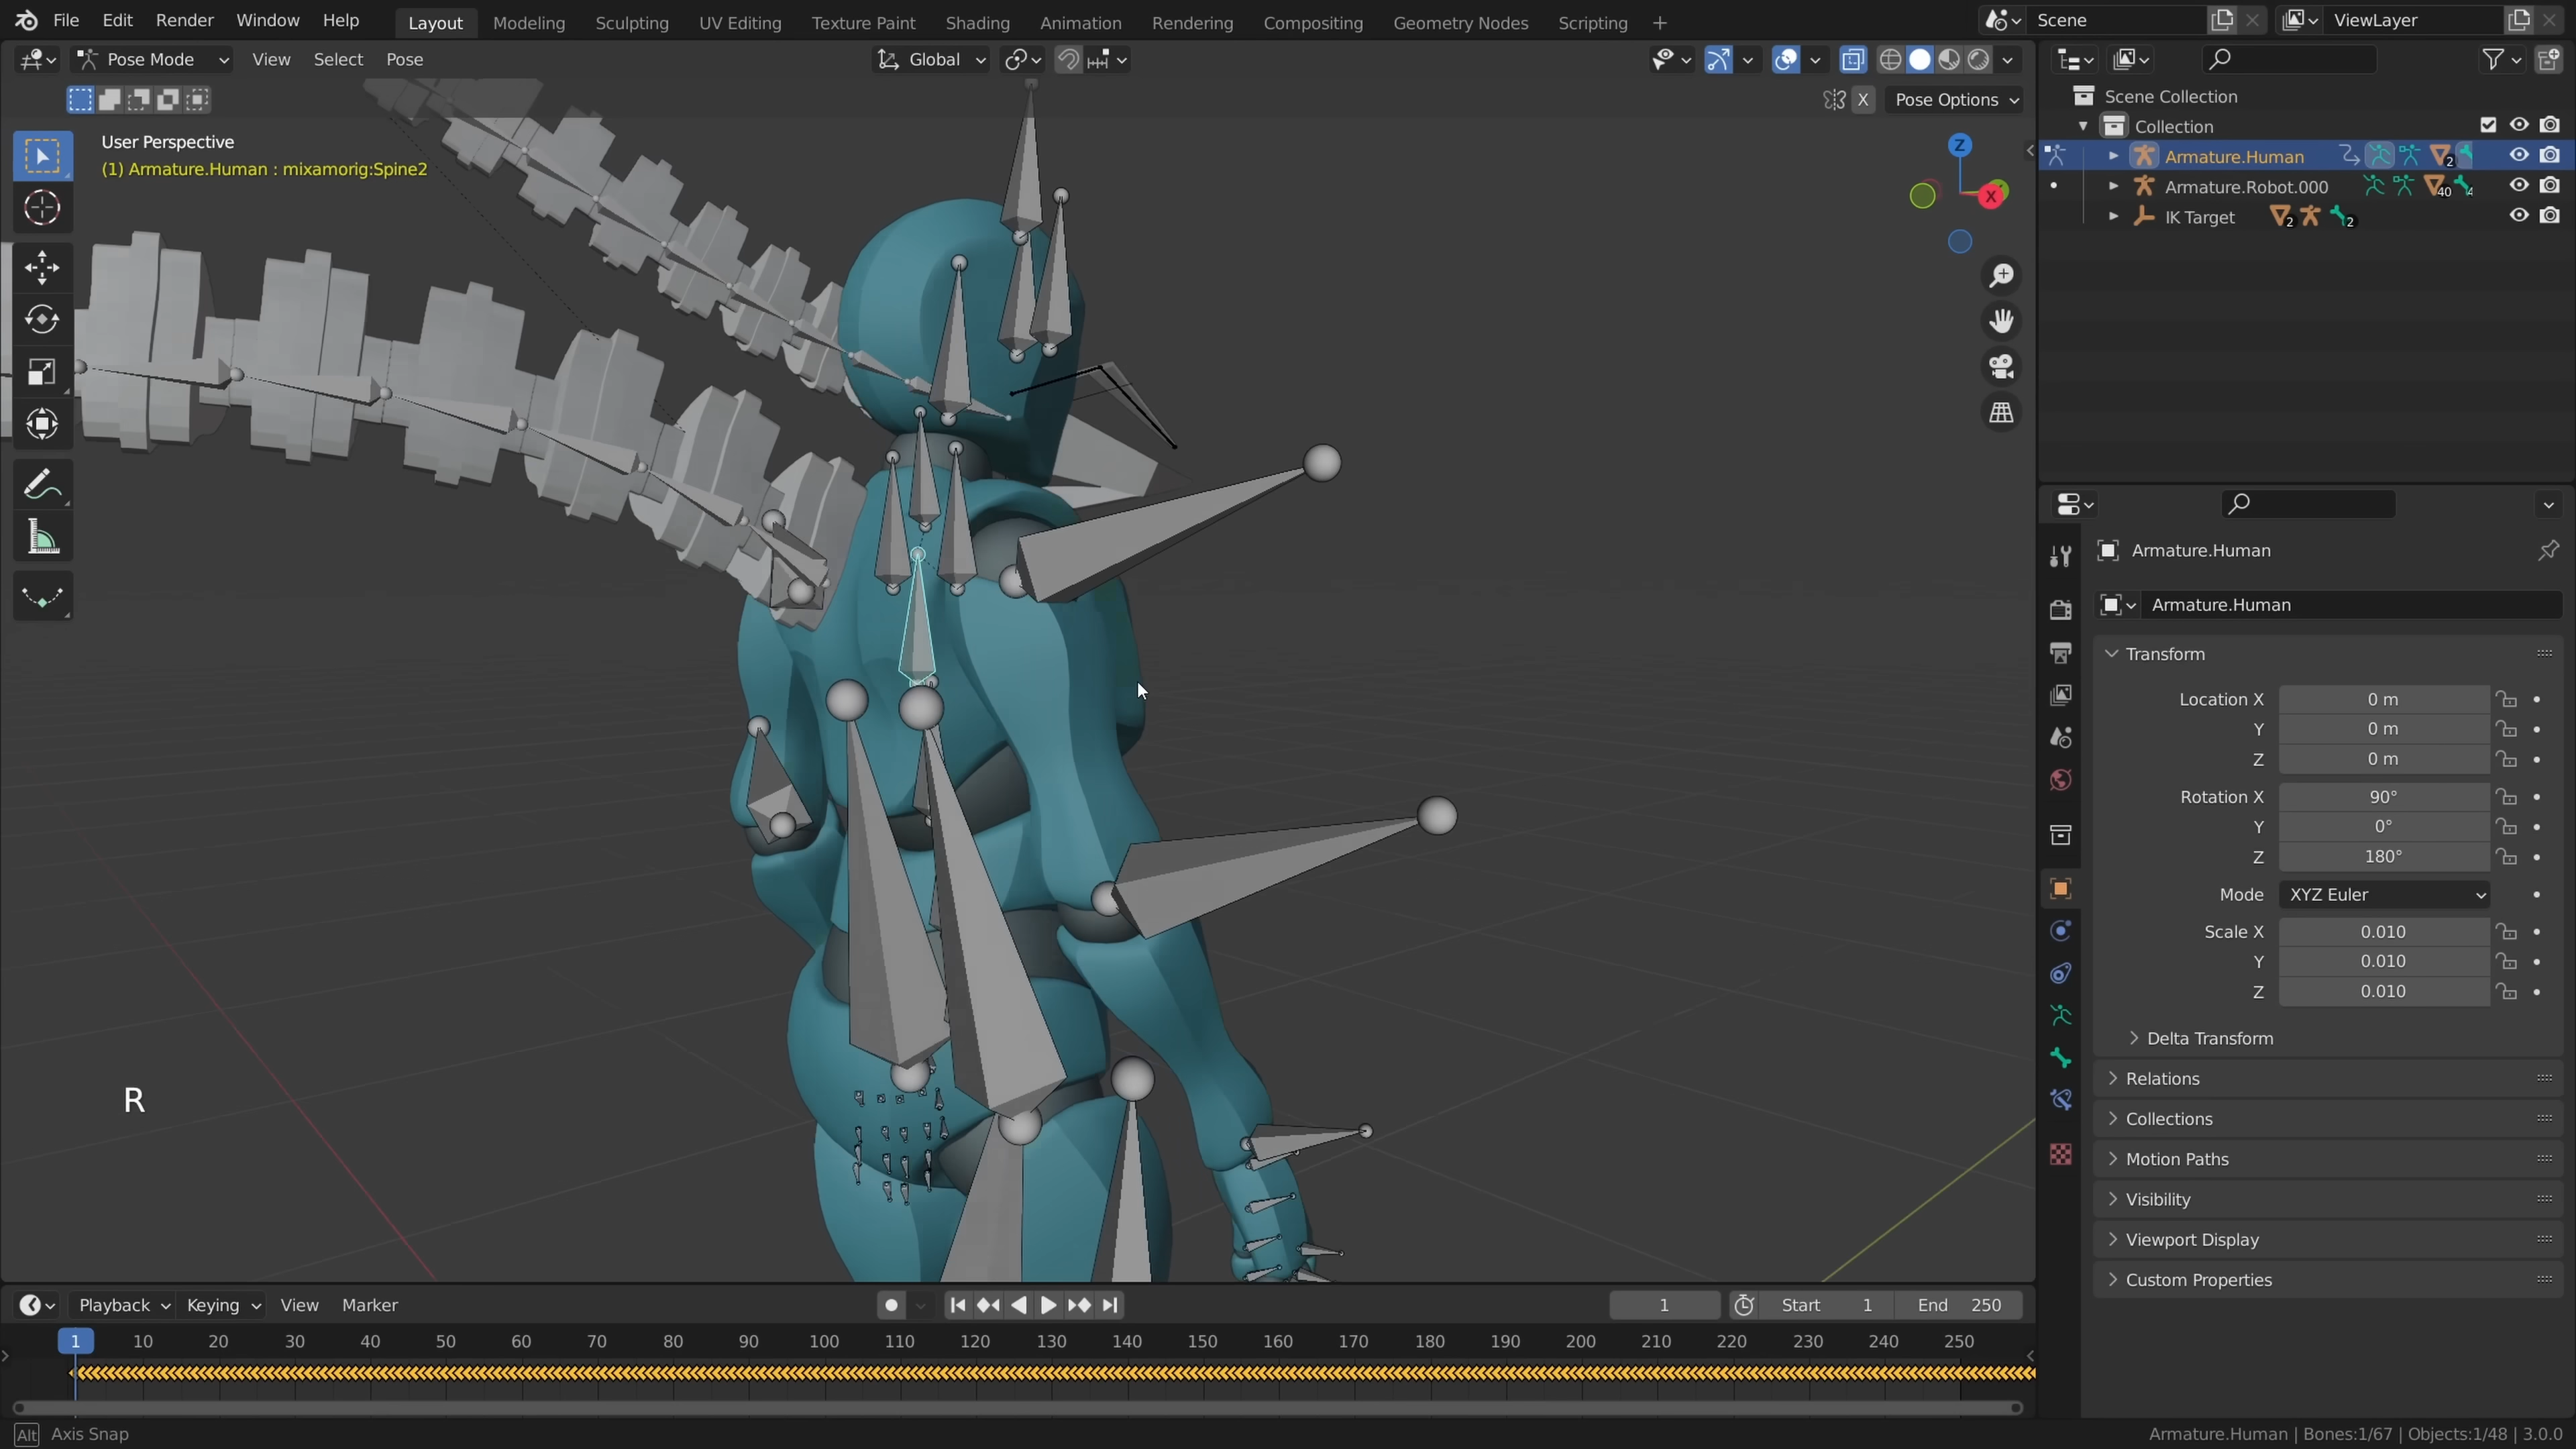 File Edit Render Window Help Layout Modeling Sculpting UV Editing Texture Paint Shading Animation Rendering Compositing Geometry Nodes Scripting + Scene ViewLayer
Pose Mode View Select Pose Global
X Pose Options
User Perspective
(1) Armature.Human : mixamorig:Spine2
Z
X
R
Scene Collection
Collection
Armature.Human 2
Armature.Robot.000 40
IK Target 2 2
Armature.Human
Armature.Human
Transform
Location X 0 m
Y 0 m
Z 0 m
Rotation X 90°
Y 0°
Z 180°
Mode XYZ Euler
Scale X 0.010
Y 0.010
Z 0.010
Delta Transform
Relations
Collections
Motion Paths
Visibility
Viewport Display
Custom Properties
Playback Keying View Marker 1 Start 1 End 250
1 10 20 30 40 50 60 70 80 90 100 110 120 130 140 150 160 170 180 190 200 210 220 230 240 250
Alt Axis Snap Armature.Human | Bones:1/67 | Objects:1/48 | 3.0.0